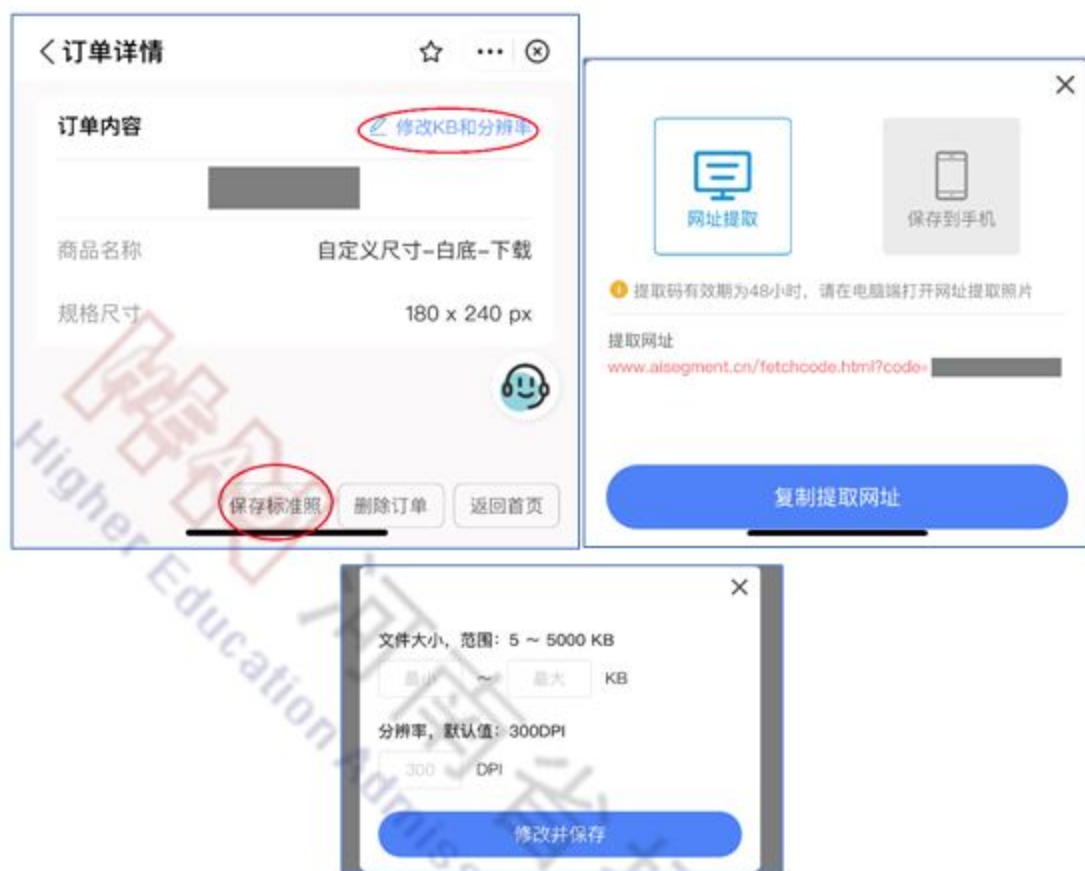 订单详情
订单内容
修改KB和分辨率
商品名称
自定义尺寸-白底-下载
规格尺寸
180 x 240 px
保存标准照
删除订单
返回首页
网址提取
保存到手机
提取码有效期为48小时，请在电脑端打开网址提取照片
提取网址
www.aisegment.cn/fetchcode.html?code=
复制提取网址
文件大小，范围：5 ~ 5000 KB
最小 ~ 最大 KB
分辨率，默认值：300DPI
300 DPI
修改并保存
Higher Education Admiss
河南省